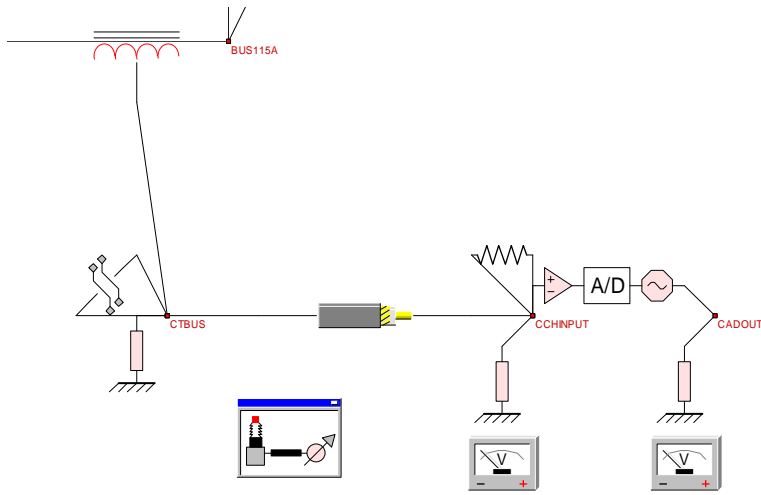 BUS115A
CTBUS
A/D
CCHINPUT
CADOUT
V
V